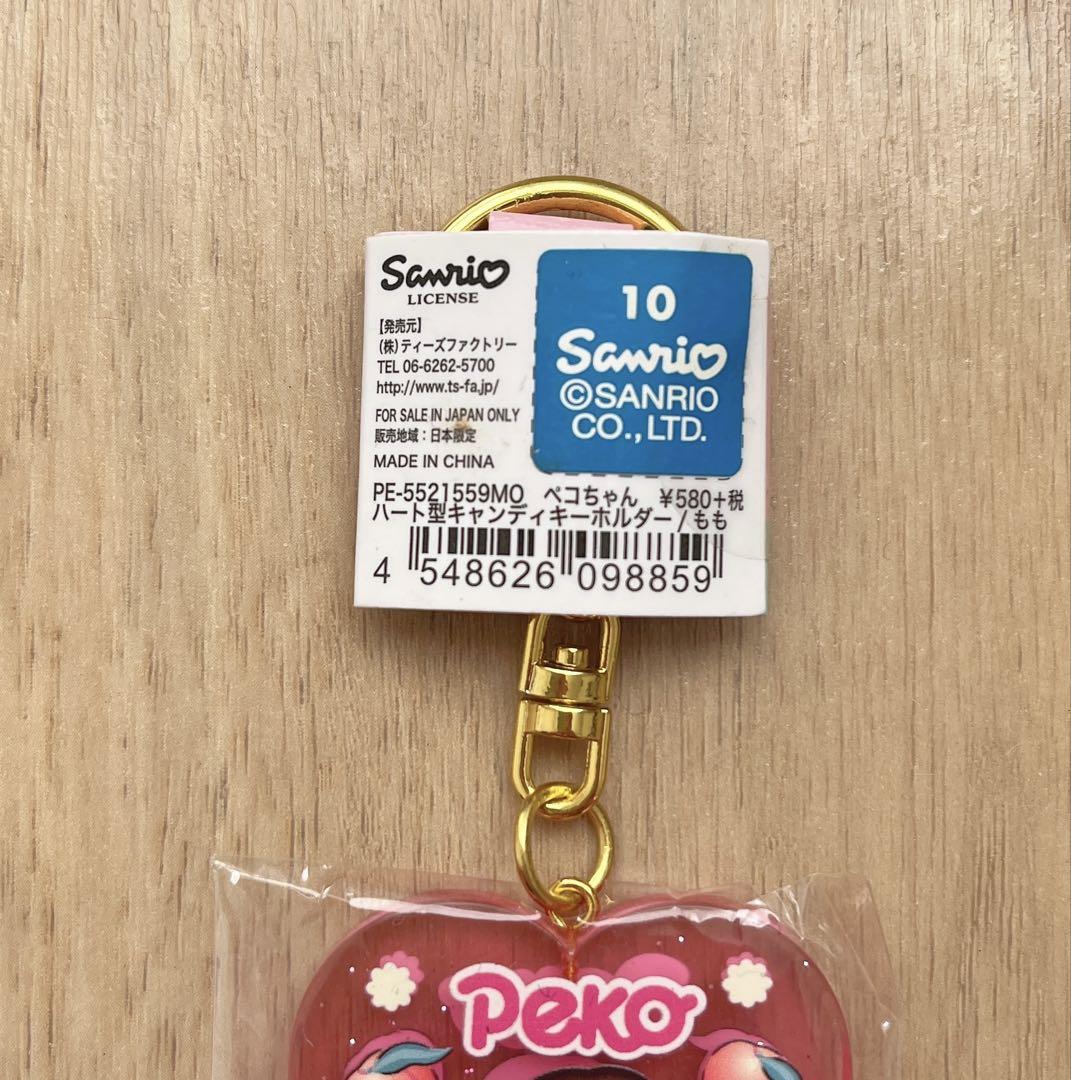 Sanrio
LICENSE
【発売元】
(株)ティーズファクトリー
TEL 06-6262-5700
http://www.ts-fa.jp/
FOR SALE IN JAPAN ONLY
販売地域：日本限定
MADE IN CHINA
10
Sanrio
©SANRIO
CO.,LTD.
PE-5521559MO ペコちゃん ¥580+税
ハート型キャンディキーホルダー/もも
4 548626 098859
Peko